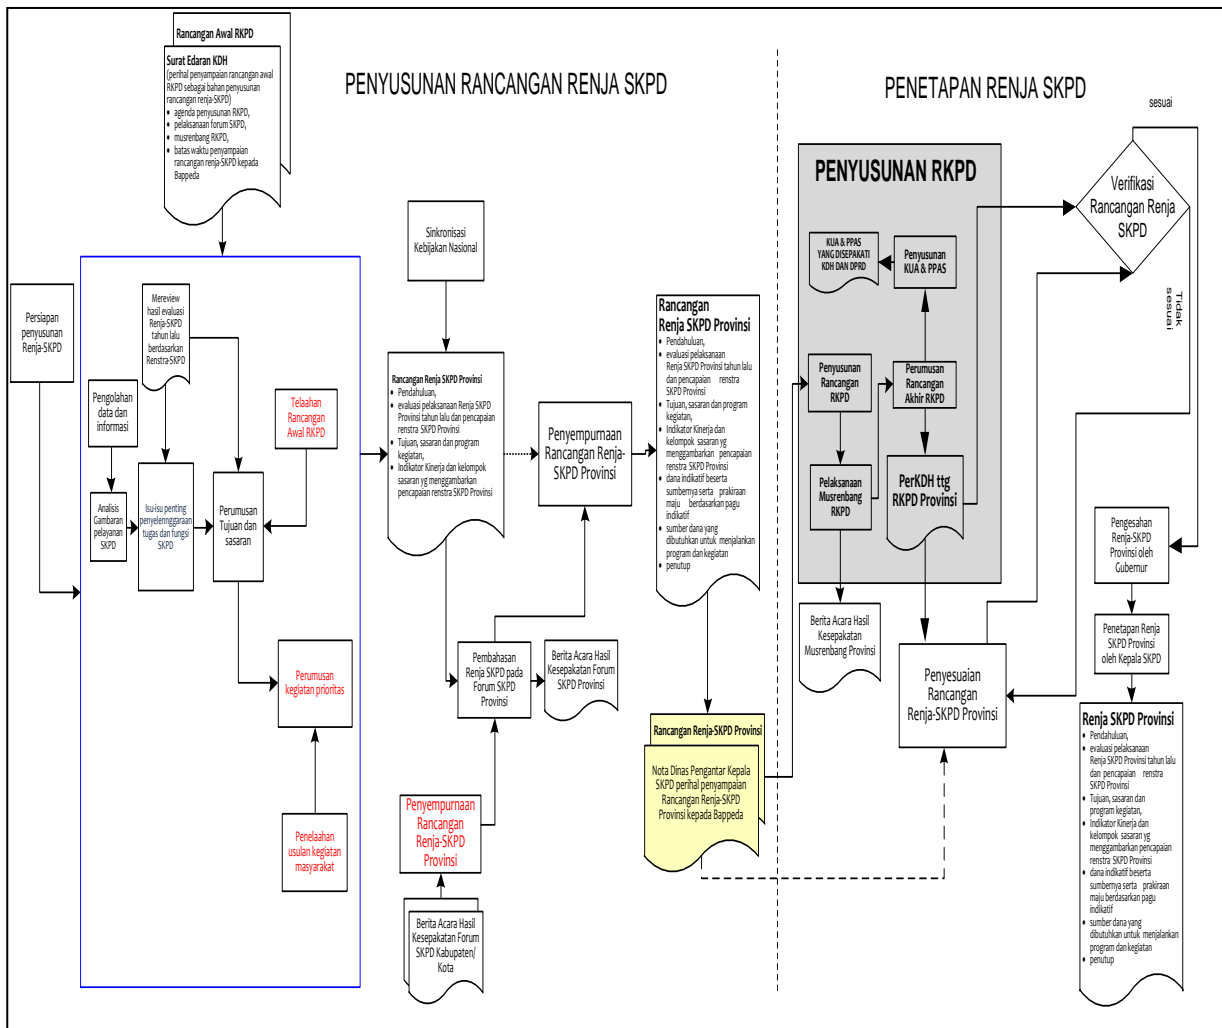 Rancangan Awal RKPD
Surat Edaran KDH
(perihal penyampaian rancangan awal
RKPD sebagai bahan penyusunan
rancangan renja-SKPD)
• agenda penyusunan RKPD,
• pelaksanaan forum SKPD,
• musrenbang RKPD,
• batas waktu penyampaian
rancangan renja-SKPD kepada
Bappeda
PENYUSUNAN RANCANGAN RENJA SKPD
PENETAPAN RENJA SKPD
Persiapan
penyusunan
Renja-SKPD
Mereview
hasil evaluasi
Renja-SKPD
tahun lalu
berdasarkan
Renstra-SKPD
Pengolahan
data dan
informasi
Analisis
Gambaran
pelayanan
SKPD
Isu-isu penting
penyelenggaraan
tugas dan fungsi
SKPD
Perumusan
Tujuan dan
sasaran
Telaahan
Rancangan
Awal RKPD
Perumusan
kegiatan prioritas
Penelaahan
usulan kegiatan
masyarakat
Sinkronisasi
Kebijakan Nasional
Rancangan Renja SKPD Provinsi
• Pendahuluan,
• evaluasi pelaksanaan Renja SKPD
Provinsi tahun lalu dan pencapaian
renstra SKPD Provinsi
• Tujuan, sasaran dan program
kegiatan,
• Indikator Kinerja dan kelompok
sasaran yg menggambarkan
pencapaian renstra SKPD Provinsi
Penyempurnaan
Rancangan Renja-
SKPD Provinsi
Pembahasan
Renja SKPD pada
Forum SKPD
Provinsi
Berita Acara Hasil
Kesepakatan Forum
SKPD Provinsi
Penyempurnaan
Rancangan
Renja-SKPD
Provinsi
Berita Acara Hasil
Kesepakatan Forum
SKPD Kabupaten/
Kota
Rancangan
Renja SKPD Provinsi
• Pendahuluan,
• evaluasi pelaksanaan
Renja SKPD Provinsi tahun lalu
dan pencapaian renstra
SKPD Provinsi
• Tujuan, sasaran dan program
kegiatan,
• Indikator Kinerja dan
kelompok sasaran yg
menggambarkan pencapaian
renstra SKPD Provinsi
• dana indikatif beserta
sumbernya serta prakiraan
maju berdasarkan pagu
indikatif
• sumber dana yang
dibutuhkan untuk menjalankan
program dan kegiatan
• penutup
Rancangan Renja-SKPD Provinsi
Nota Dinas Pengantar Kepala
SKPD perihal penyampaian
Rancangan Renja-SKPD
Provinsi kepada Bappeda
PENYUSUNAN RKPD
KUA & PPAS
YANG DISEPAKATI
KDH DAN DPRD
Penyusunan
KUA & PPAS
Penyusunan
Rancangan
RKPD
Perumusan
Rancangan
Akhir RKPD
Pelaksanaan
Musrenbang
RKPD
PerKDH ttg
RKPD Provinsi
Berita Acara Hasil
Kesepakatan
Musrenbang Provinsi
Penyesuaian
Rancangan
Renja-SKPD Provinsi
sesuai
Verifikasi
Rancangan Renja
SKPD
Tidak
sesuai
Pengesahan
Renja-SKPD
Provinsi oleh
Gubernur
Penetapan Renja
SKPD Provinsi
oleh Kepala SKPD
Renja SKPD Provinsi
• Pendahuluan,
• evaluasi pelaksanaan
Renja SKPD Provinsi tahun lalu
dan pencapaian renstra
SKPD Provinsi
• Tujuan, sasaran dan
program kegiatan,
• Indikator Kinerja dan
kelompok sasaran yg
menggambarkan pencapaian
renstra SKPD Provinsi
• dana indikatif beserta
sumbernya serta prakiraan
maju berdasarkan pagu
indikatif
• sumber dana yang
dibutuhkan untuk menjalankan
program dan kegiatan
• penutup